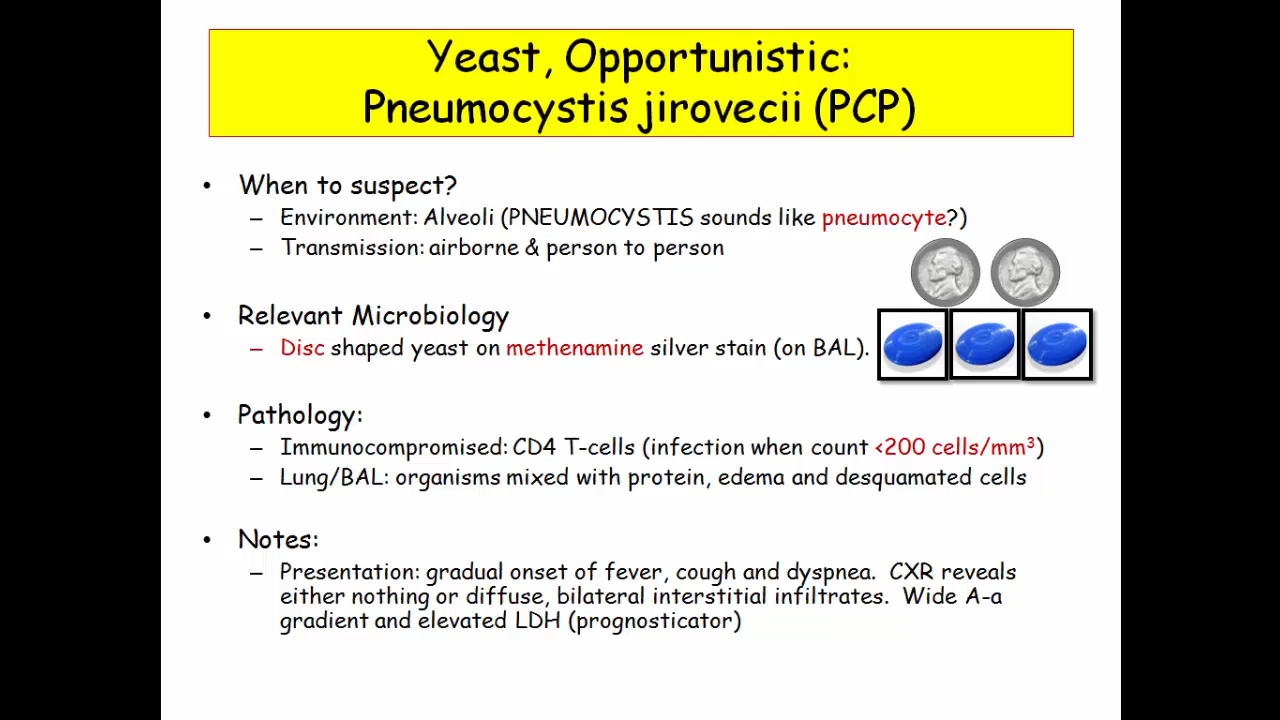 Yeast, Opportunistic:
Pneumocystis jirovecii (PCP)
• When to suspect?
– Environment: Alveoli (PNEUMOCYSTIS sounds like pneumocyte?)
– Transmission: airborne & person to person
• Relevant Microbiology
– Disc shaped yeast on methenamine silver stain (on BAL).
• Pathology:
– Immunocompromised: CD4 T-cells (infection when count <200 cells/mm³)
– Lung/BAL: organisms mixed with protein, edema and desquamated cells
• Notes:
– Presentation: gradual onset of fever, cough and dyspnea. CXR reveals
either nothing or diffuse, bilateral interstitial infiltrates. Wide A-a
gradient and elevated LDH (prognosticator)